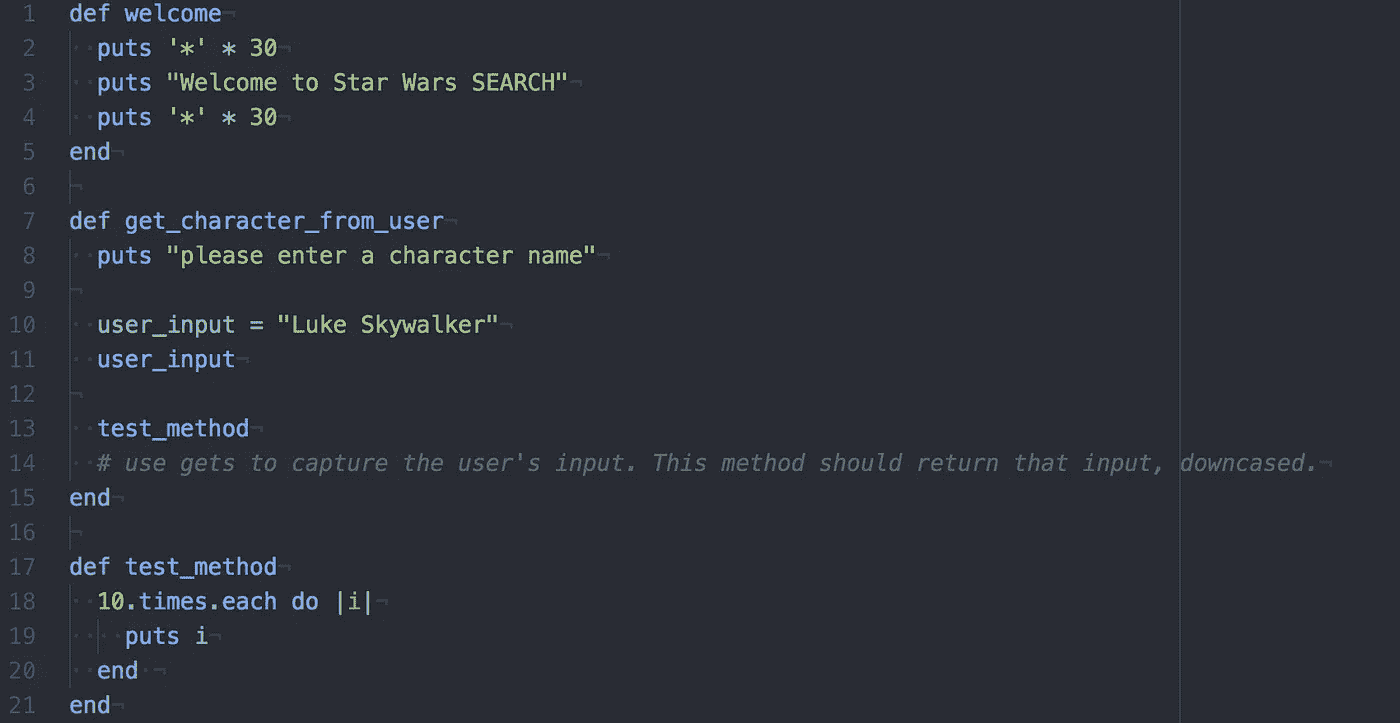 1 def welcome¬
2 ··puts '*' * 30¬
3 ··puts "Welcome to Star Wars SEARCH"¬
4 ··puts '*' * 30¬
5 end¬
6 ¬
7 def get_character_from_user¬
8 ··puts "please enter a character name"¬
9 ¬
10 ··user_input = "Luke Skywalker"¬
11 ··user_input¬
12 ¬
13 ··test_method¬
14 ··# use gets to capture the user's input. This method should return that input, downcased.¬
15 end¬
16 ¬
17 def test_method¬
18 ··10.times.each do |i|¬
19 ····puts i¬
20 ··end·¬
21 end¬